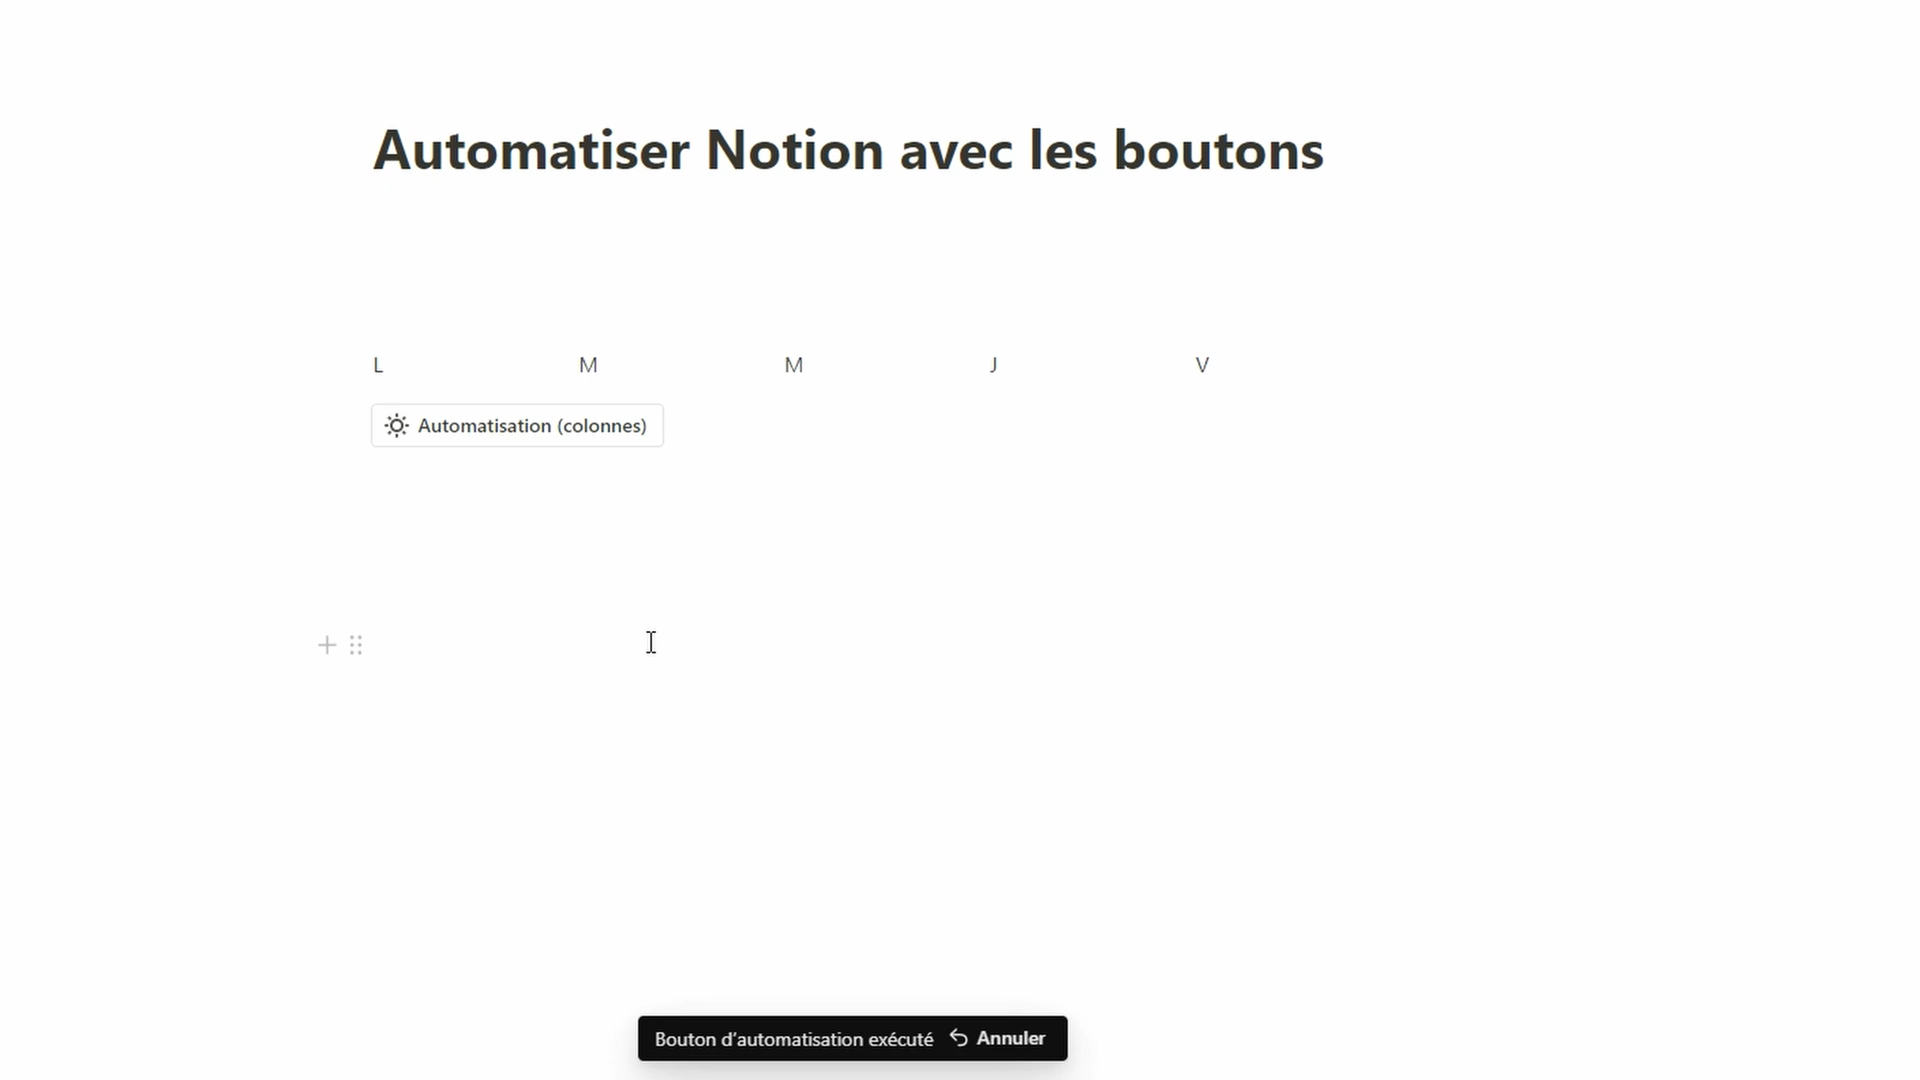 Automatiser Notion avec les boutons
L M M J V
Automatisation (colonnes)
Bouton d’automatisation exécuté Annuler